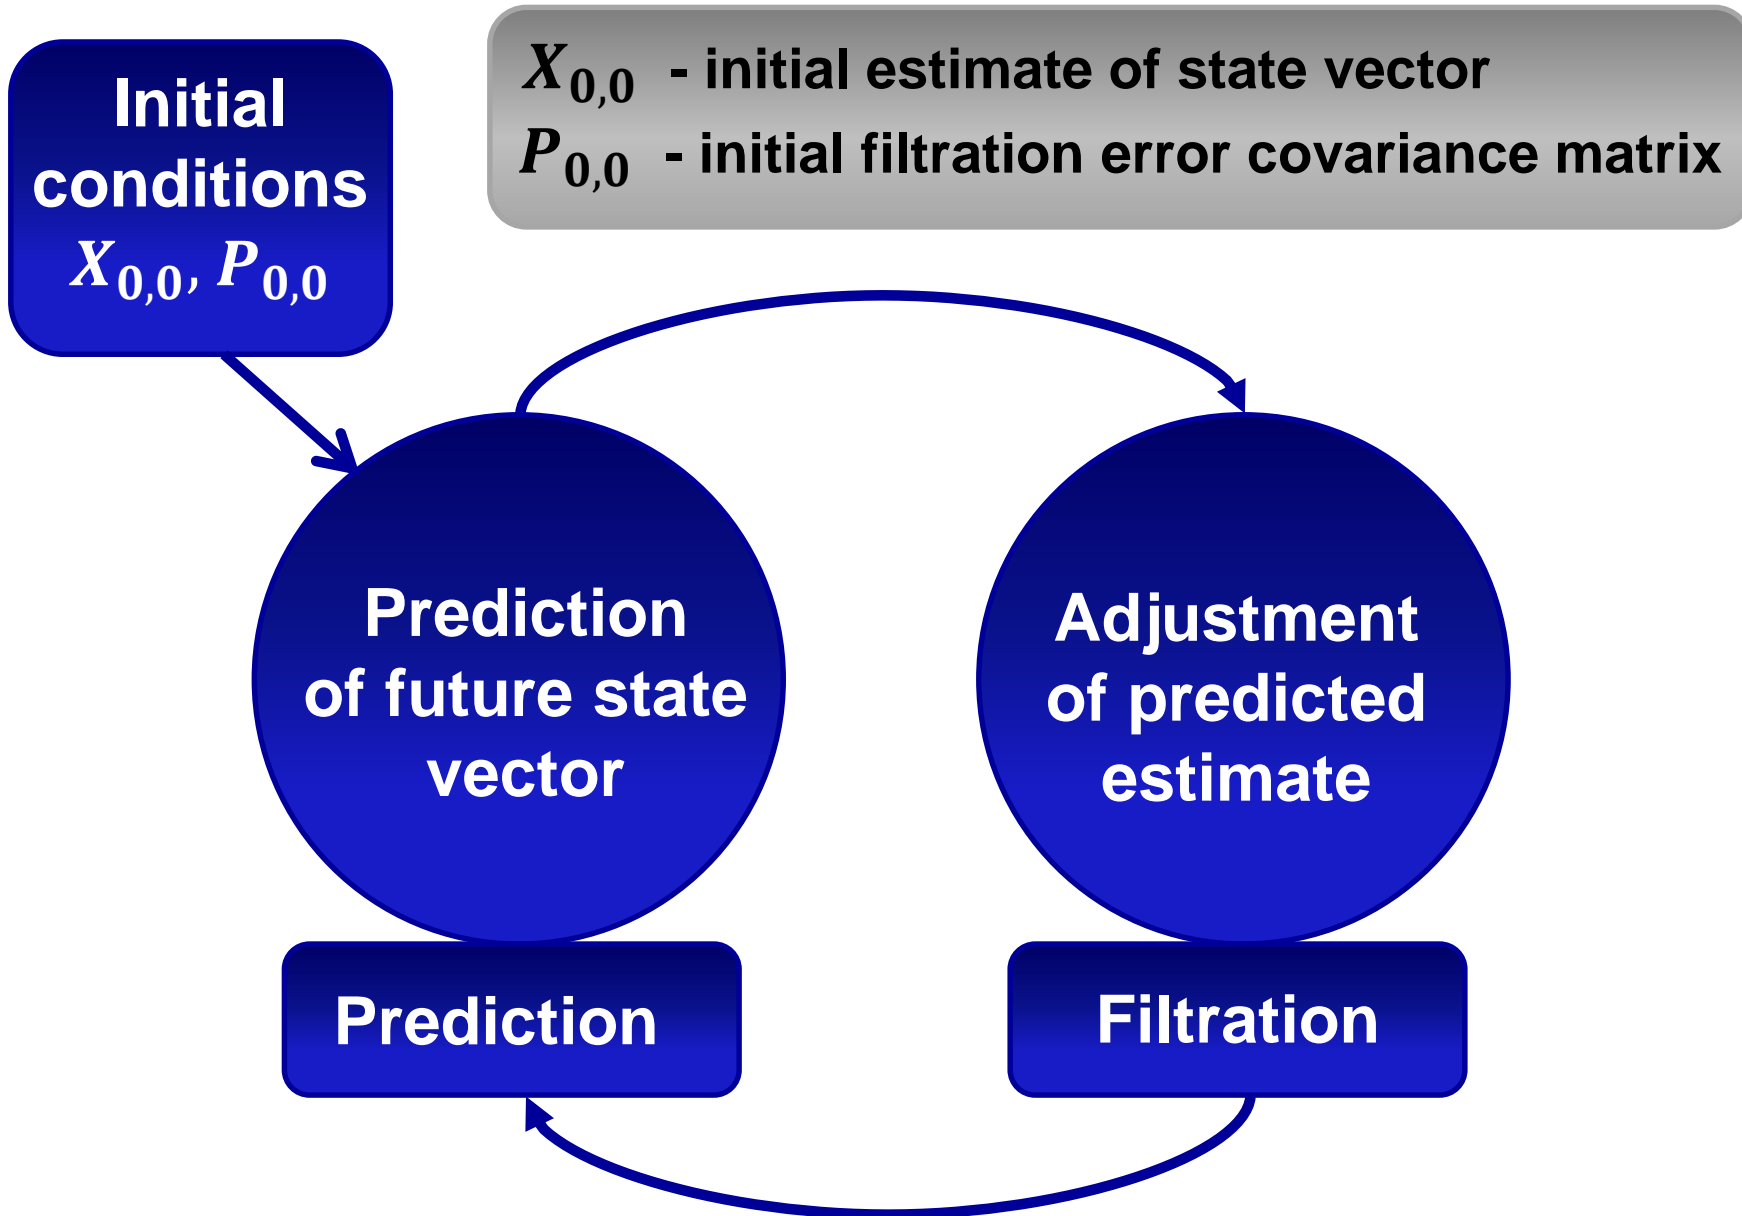 Initial
conditions
X0,0, P0,0
X0,0 - initial estimate of state vector
P0,0 - initial filtration error covariance matrix
Prediction
of future state
vector
Adjustment
of predicted
estimate
Prediction
Filtration